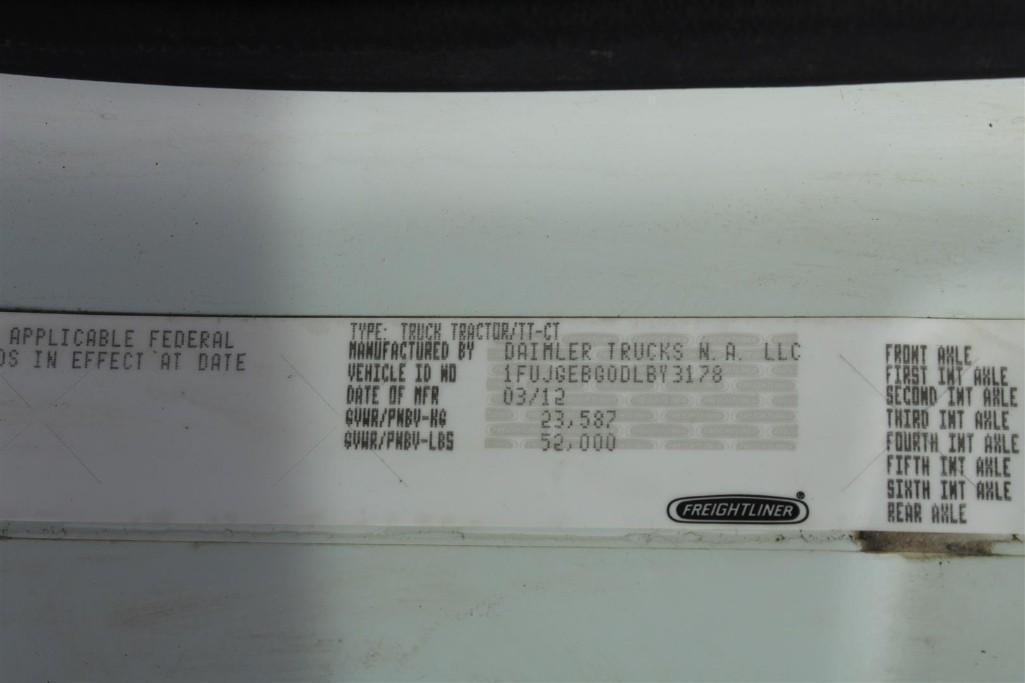 APPLICABLE FEDERAL
DS IN EFFECT AT DATE
TYPE: TRUCK TRACTOR/TT-CT
MANUFACTURED BY DAIMLER TRUCKS N.A. LLC
VEHICLE ID NO 1FUJGEBG0DLBY3178
DATE OF MFR 03/12
GVWR/PNBV-KG 23,587
GVWR/PNBV-LBS 52,000
FREIGHTLINER®
FRONT AXLE
FIRST INT AXLE
SECOND INT AXLE
THIRD INT AXLE
FOURTH INT AXLE
FIFTH INT AXLE
SIXTH INT AXLE
REAR AXLE